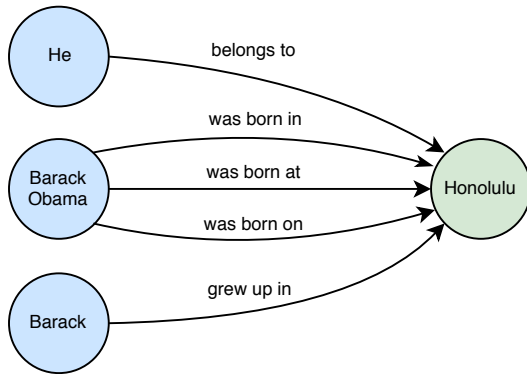 He
belongs to
was born in
Barack
Obama
was born at
Honolulu
was born on
Barack
grew up in